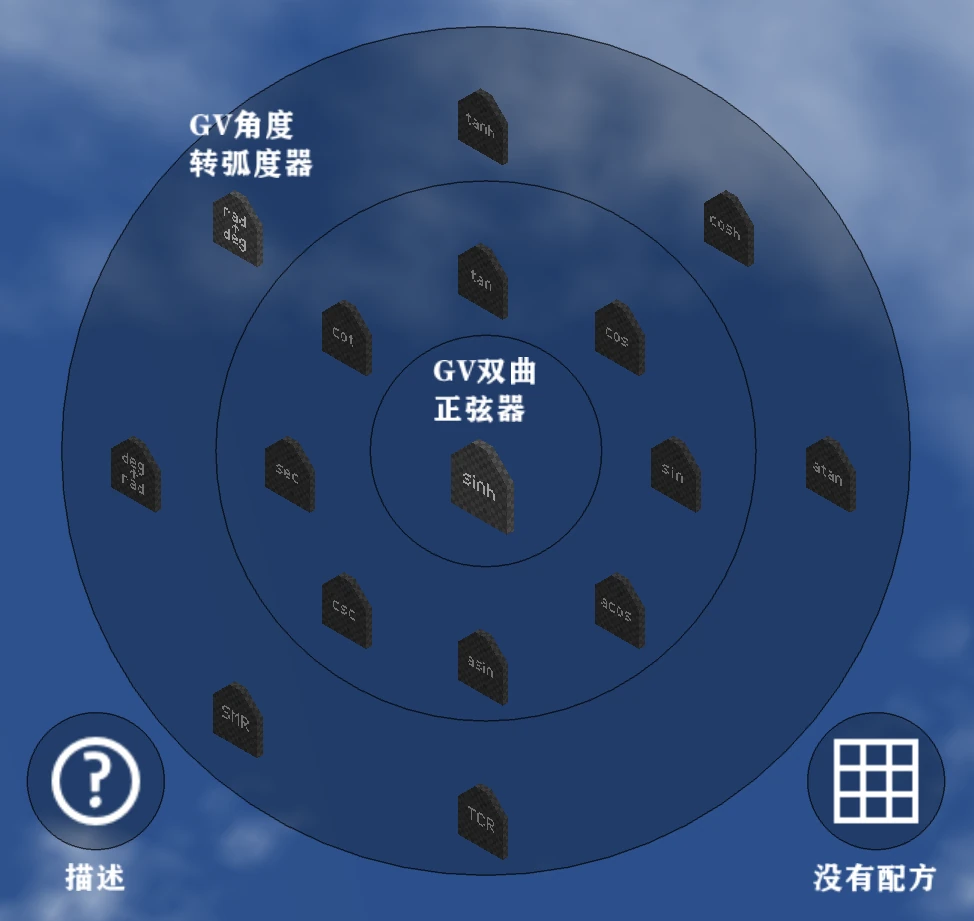 tanh
GV角度
转弧度器
rad
↑
deg
cosh
tan
cot
cos
GV双曲
正弦器
deg
↑
rad
sec
sinh
sin
atan
csc
acos
asin
SMR
TCR
?
描述
没有配方